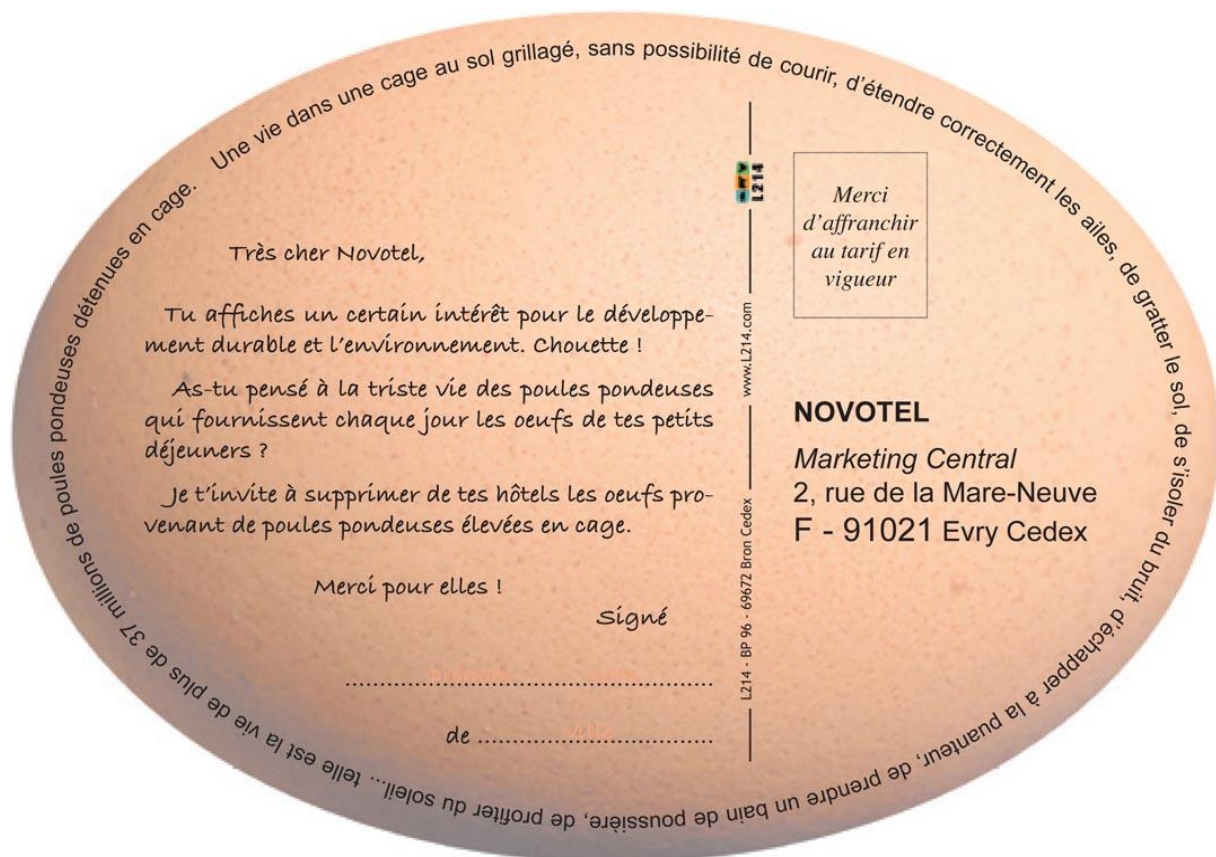 Une vie dans une cage au sol grillagé, sans possibilité de courir, d'étendre correctement les ailes, de gratter le sol, de s'isoler du bruit, d'échapper à la puanteur, de prendre un bain de poussière, de profiter du soleil... telle est la vie de plus de 37 millions de poules pondeuses détenues en cage.
Très cher Novotel,
Tu affiches un certain intérêt pour le développe-
ment durable et l'environnement. Chouette !
As-tu pensé à la triste vie des poules pondeuses
qui fournissent chaque jour les oeufs de tes petits
déjeuners ?
Je t'invite à supprimer de tes hôtels les oeufs pro-
venant de poules pondeuses élevées en cage.
Merci pour elles !
Signé
de
L214 - BP 96 - 69672 Bron Cedex
www.L214.com
L214
Merci
d'affranchir
au tarif en
vigueur
NOVOTEL
Marketing Central
2, rue de la Mare-Neuve
F - 91021 Evry Cedex